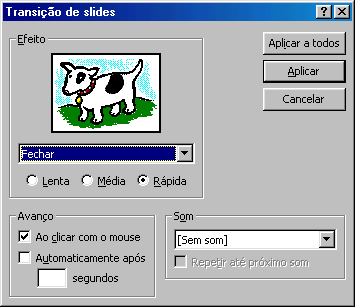 Transição de slides
Efeito
Aplicar a todos
Aplicar
Cancelar
Fechar
Lenta Média Rápida
Avanço
Ao clicar com o mouse
Automaticamente após
segundos
Som
[Sem som]
Repetir até próximo som